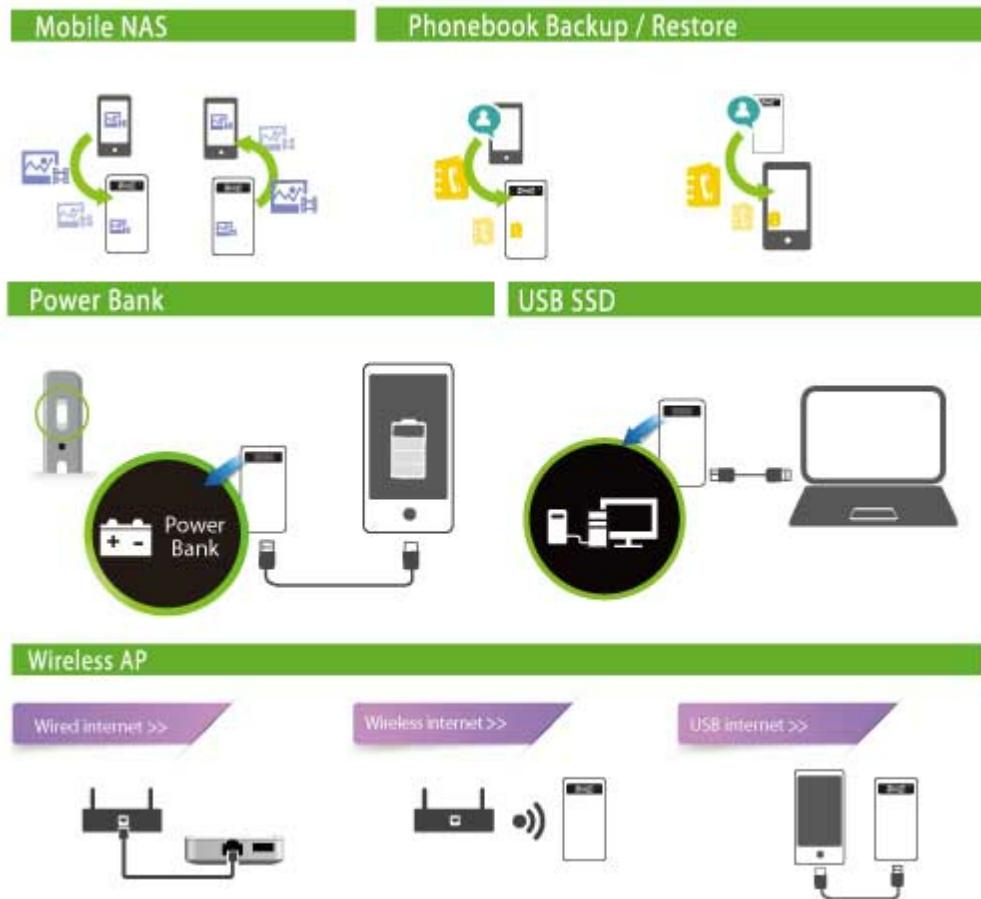 Mobile NAS
Phonebook Backup / Restore
Power Bank
USB SSD
Power
Bank
Wireless AP
Wired internet >>
Wireless internet >>
USB internet >>